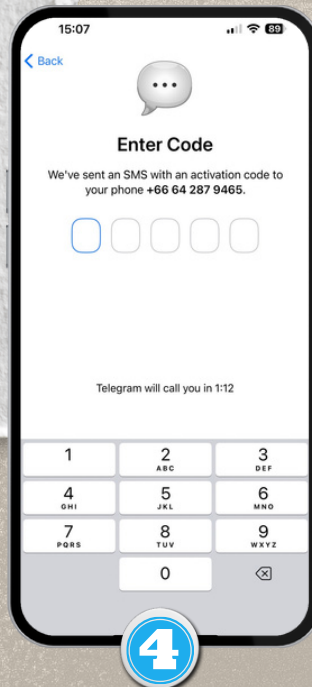 15:07
89
Back
Enter Code
We've sent an SMS with an activation code to
your phone +66 64 287 9465.
Telegram will call you in 1:12
1
2
ABC
3
DEF
4
GHI
5
JKL
6
MNO
7
PQRS
8
TUV
9
WXYZ
0
4